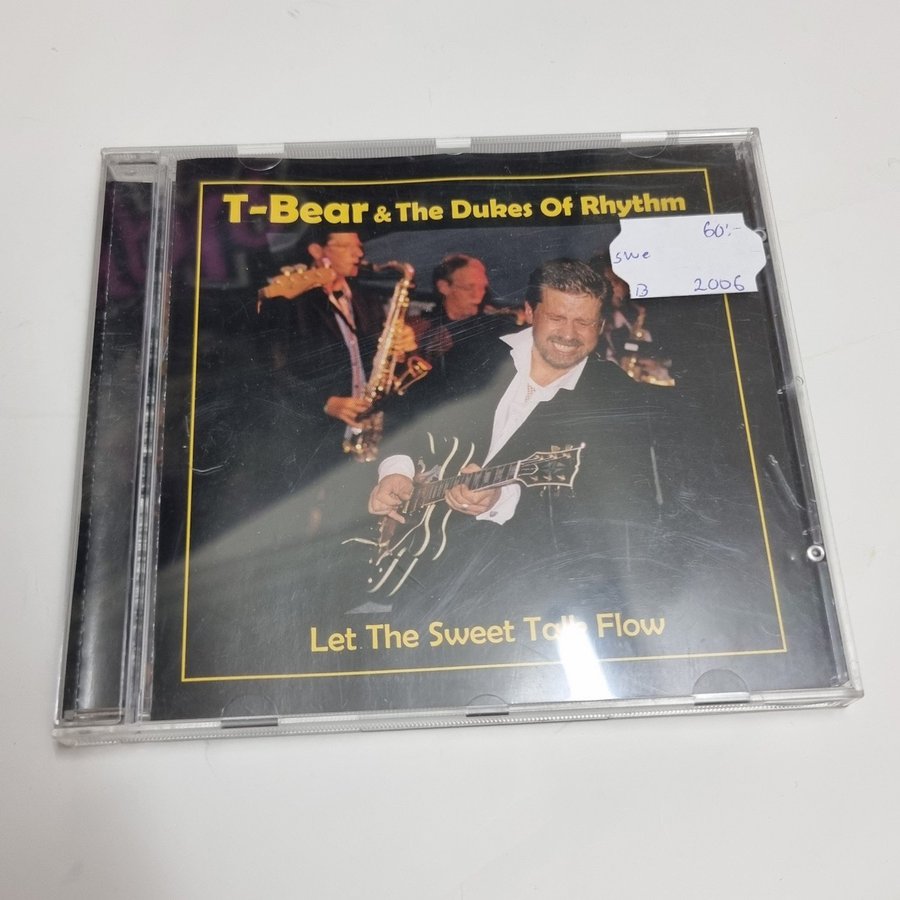 T-Bear & The Dukes Of Rhythm
60:-
swe
B 2006
Let The Sweet Talk Flow